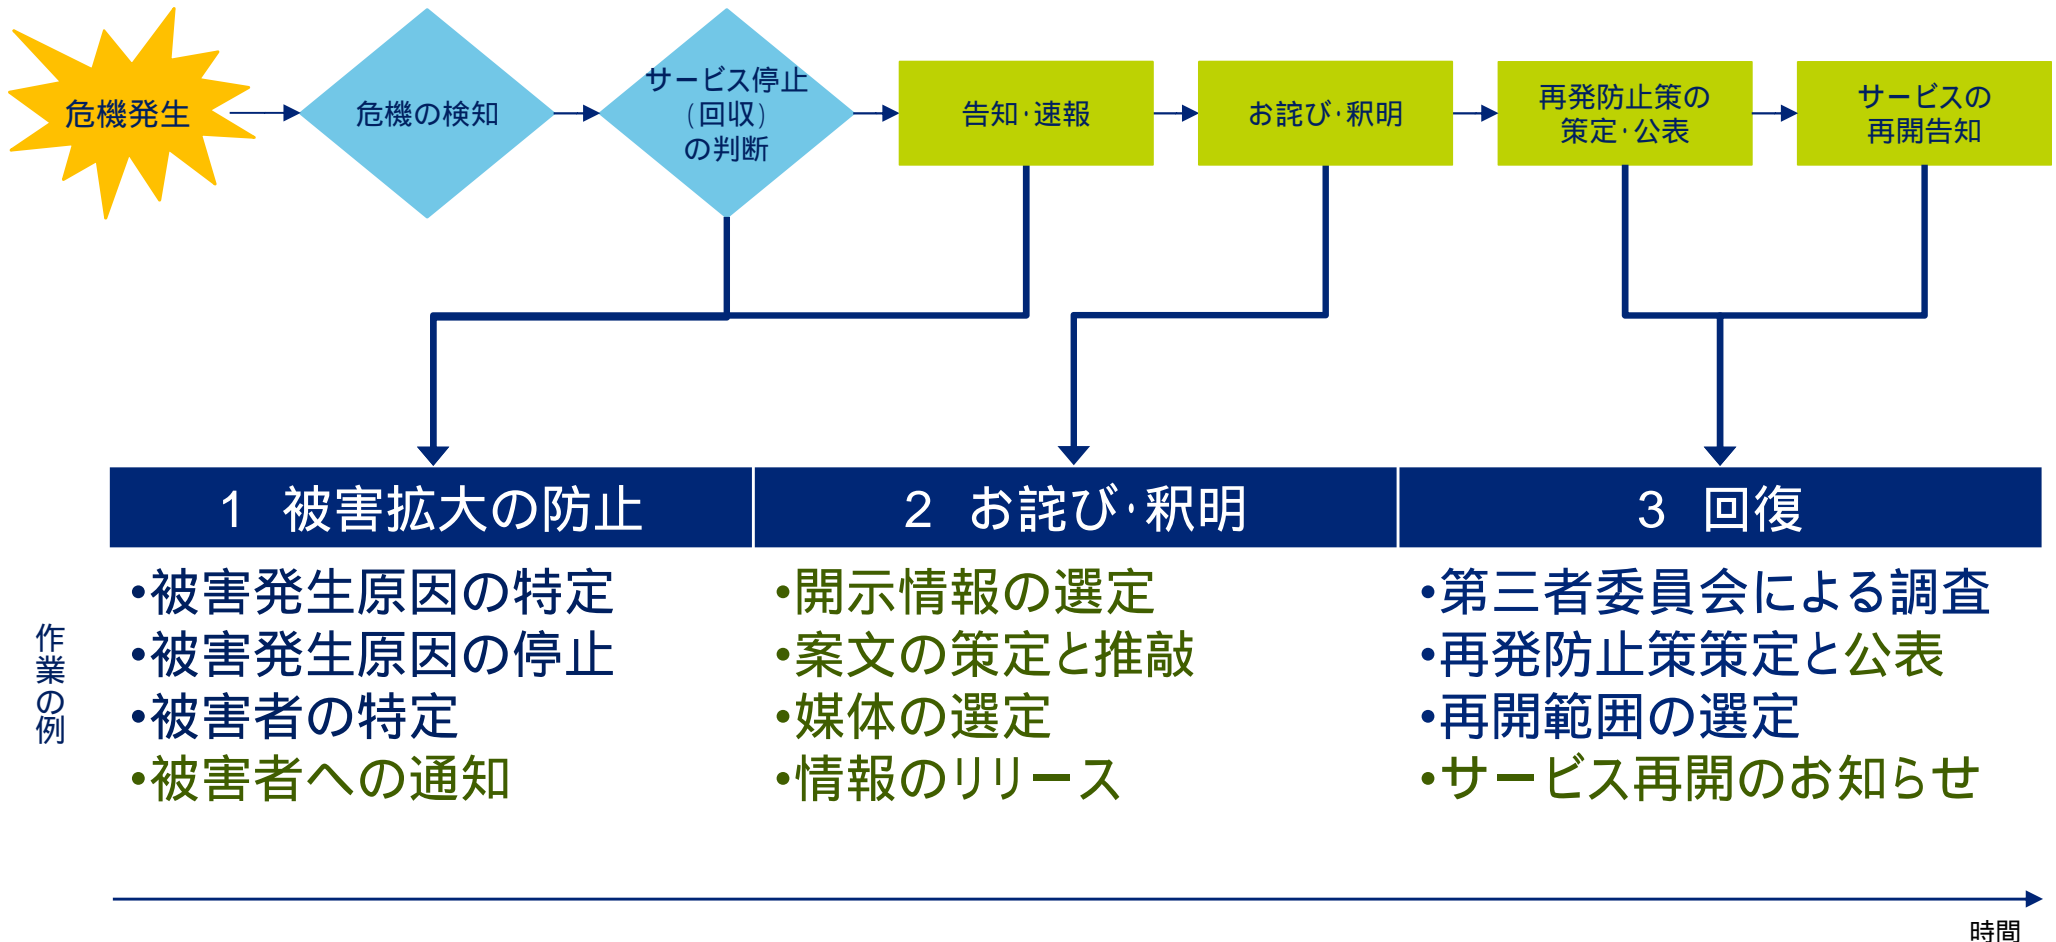 危機発生
危機の検知
サービス停止
(回収)
の判断
告知・速報
お詫び・釈明
再発防止策の
策定・公表
サービスの
再開告知
1 被害拡大の防止
2 お詫び・釈明
3 回復
作業の例
•被害発生原因の特定
•被害発生原因の停止
•被害者の特定
•被害者への通知
•開示情報の選定
•案文の策定と推敲
•媒体の選定
•情報のリリース
•第三者委員会による調査
•再発防止策策定と公表
•再開範囲の選定
•サービス再開のお知らせ
時間